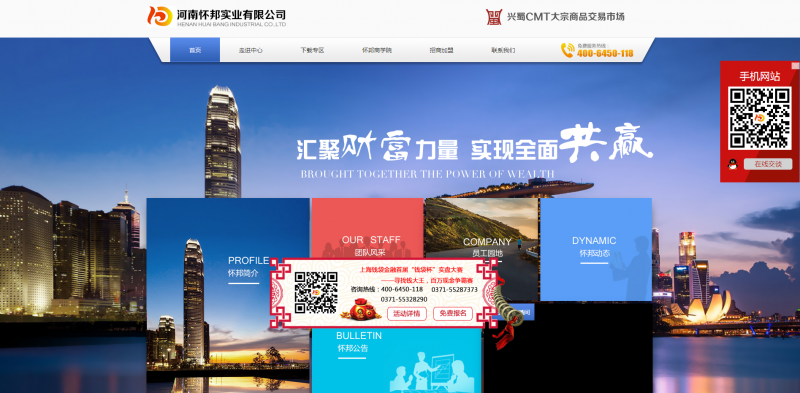 河南怀邦实业有限公司
HENAN HUAI BANG INDUSTRIAL CO.,LTD
兴蜀CMT大宗商品交易市场
首页 走进中心 下载专区 怀邦商学院 招商加盟 联系我们
免费服务热线:
400-6450-118
手机网站
在线交谈
汇聚财富力量 实现全面共赢
BROUGHT TOGETHER THE POWER OF WEALTH
PROFILE
怀邦简介
OUR STAFF
团队风采
COMPANY
员工园地
DYNAMIC
怀邦动态
上海钱袋金融首届“钱袋杯”实盘大赛
——寻找钱大王，百万现金争霸赛
咨询热线：400-6450-118 0371-55287373
0371-55328290
活动详情 免费报名
BULLETIN
怀邦公告